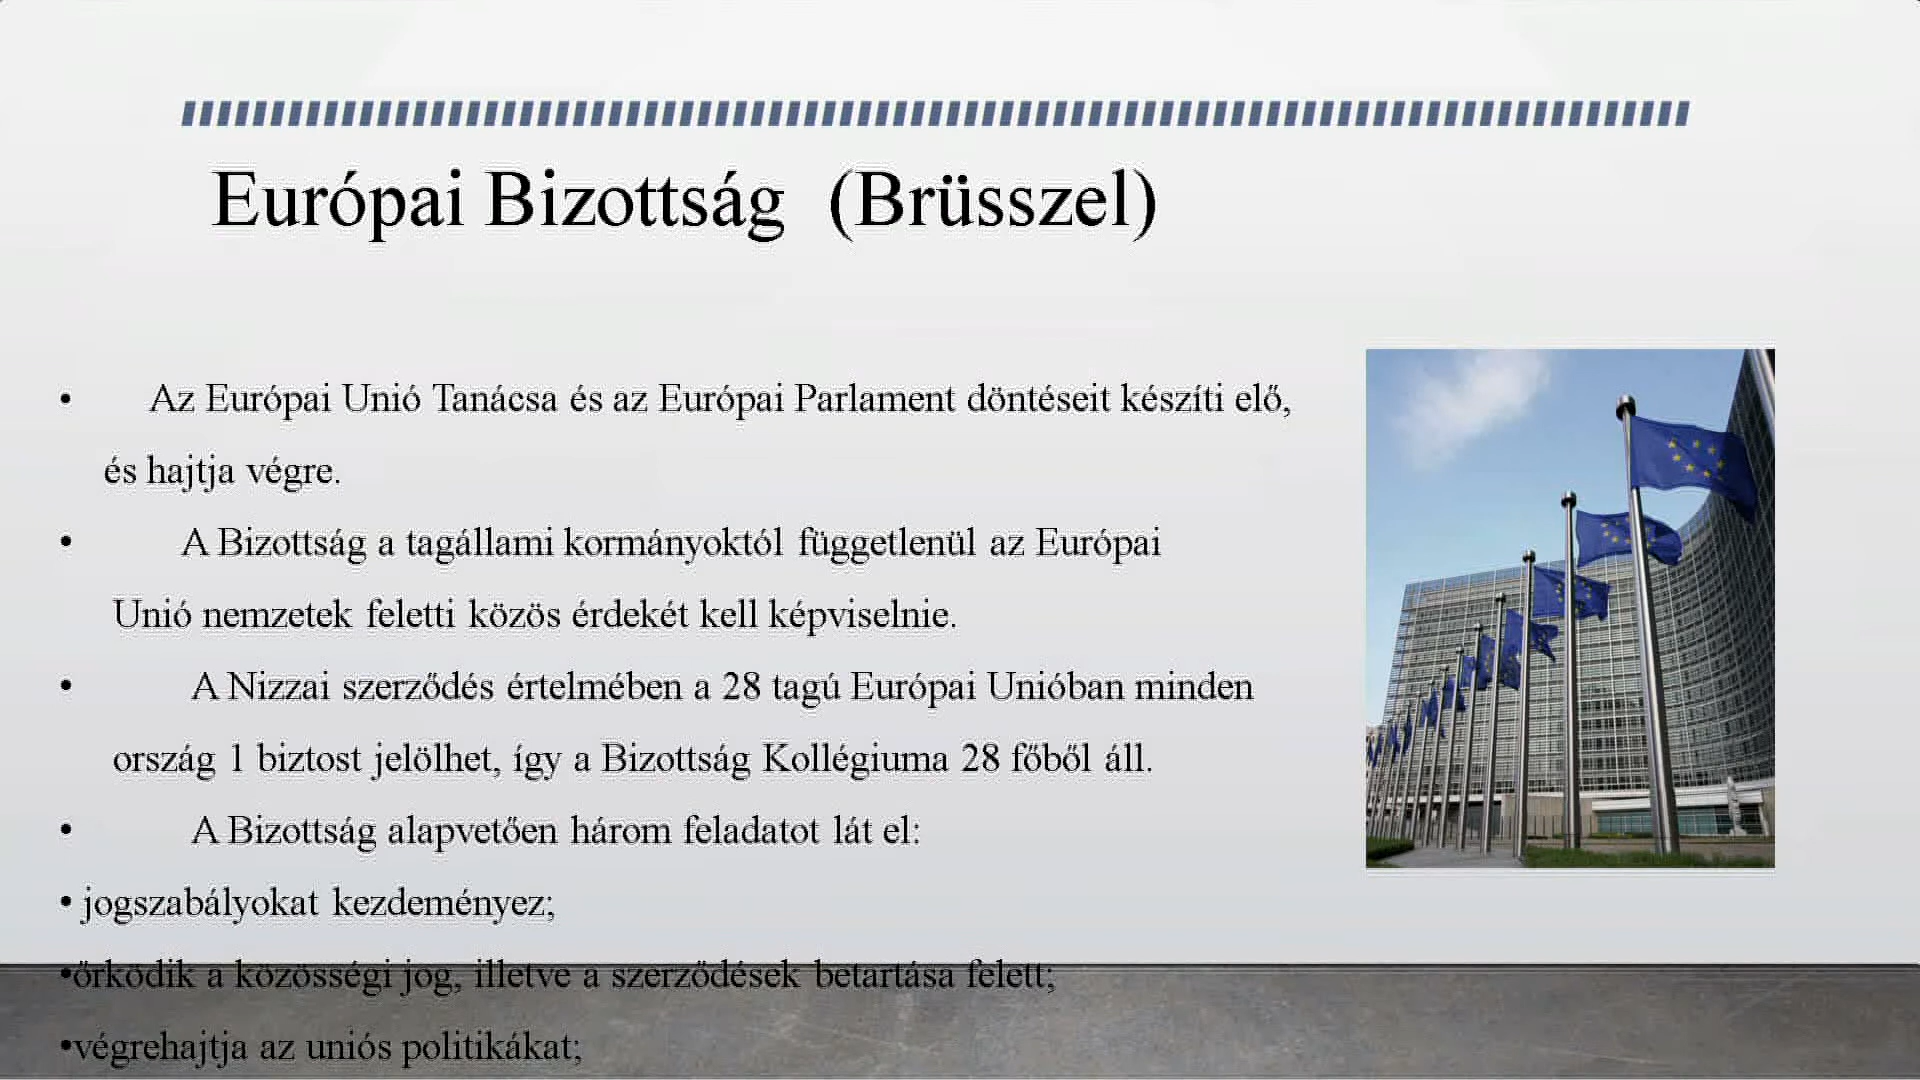 Európai Bizottság (Brüsszel)
• Az Európai Unió Tanácsa és az Európai Parlament döntéseit készíti elő,
és hajtja végre.
• A Bizottság a tagállami kormányoktól függetlenül az Európai
Unió nemzetek feletti közös érdekét kell képviselnie.
• A Nizzai szerződés értelmében a 28 tagú Európai Unióban minden
ország 1 biztost jelölhet, így a Bizottság Kollégiuma 28 főből áll.
• A Bizottság alapvetően három feladatot lát el:
• jogszabályokat kezdeményez;
•őrködik a közösségi jog, illetve a szerződések betartása felett;
•végrehajtja az uniós politikákat;